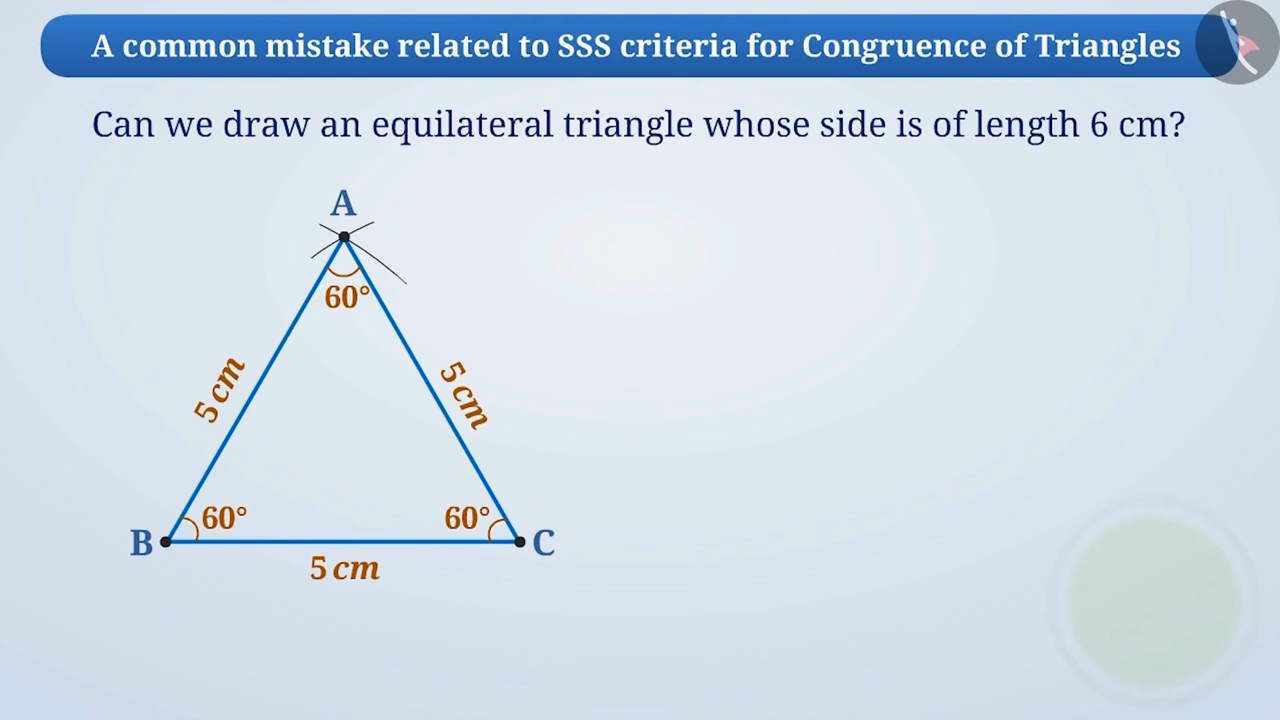 A common mistake related to SSS criteria for Congruence of Triangles
Can we draw an equilateral triangle whose side is of length 6 cm?
A
60°
5 cm
5 cm
60°
60°
B
C
5 cm